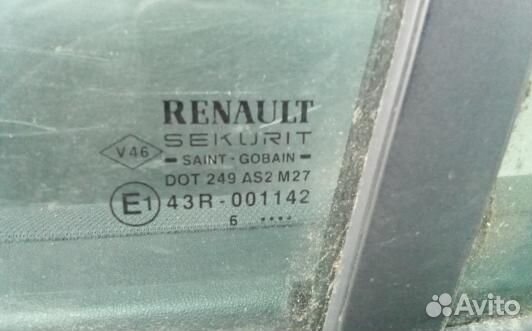 RENAULT
SEKURIT
V46
SAINT - GOBAIN
DOT 249 AS2 M27
E1 43R - 001142
6 ....
Avito